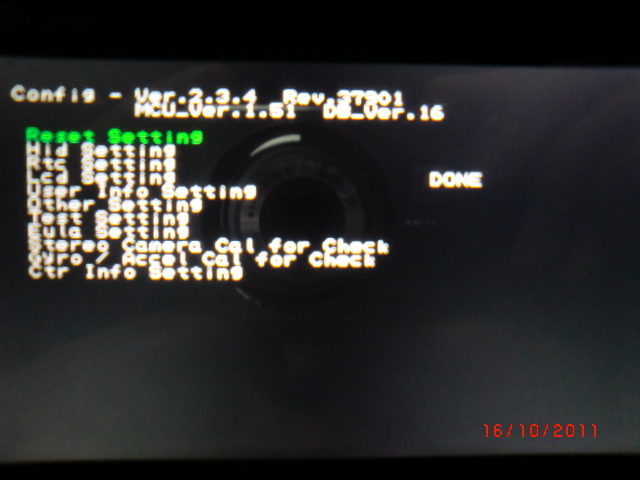 Config - Ver.2.3.4  Rev.37901
MCU_Ver.1.51  DB_Ver.16
Reset Setting
Hid Setting
Rtc Setting
Lcd Setting
DONE
User Info Setting
Other Setting
Test Setting
Eula Setting
Stereo Camera Cal for Check
Gyro / Accel Cal for Check
Ctr Info Setting
16/10/2011